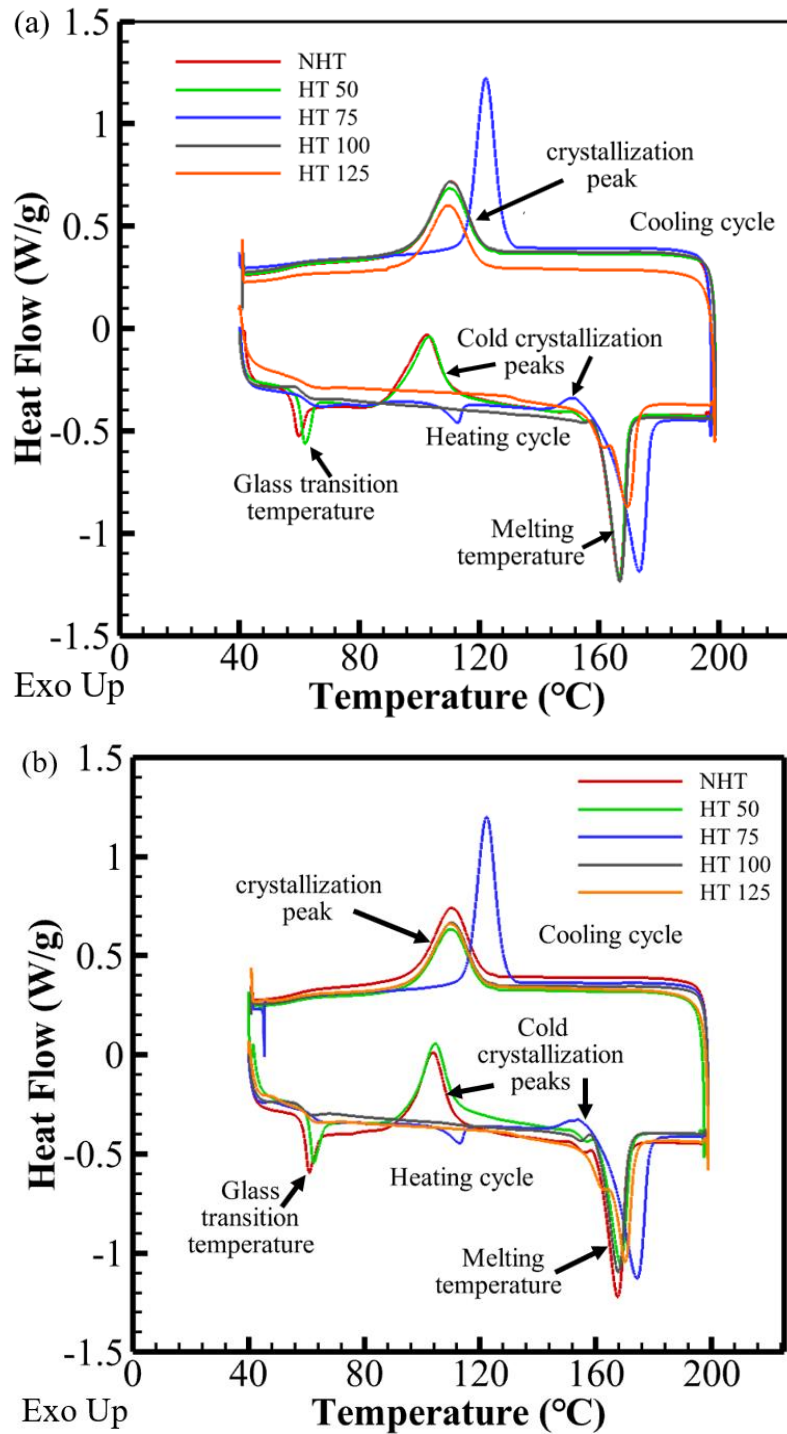 (a)
1.5
NHT
HT 50
HT 75
HT 100
HT 125
1
crystallization
peak
Cooling cycle
0.5
Heat Flow (W/g)
0
Cold crystallization
peaks
-0.5
Heating cycle
Glass transition
temperature
Melting
temperature
-1
-1.5
0 40 80 120 160 200
Exo Up
Temperature (°C)
(b)
1.5
NHT
HT 50
HT 75
HT 100
HT 125
1
crystallization
peak
Cooling cycle
0.5
Heat Flow (W/g)
Cold
crystallization
peaks
0
-0.5
Heating cycle
Glass
transition
temperature
Melting
temperature
-1
-1.5
0 40 80 120 160 200
Exo Up
Temperature (°C)